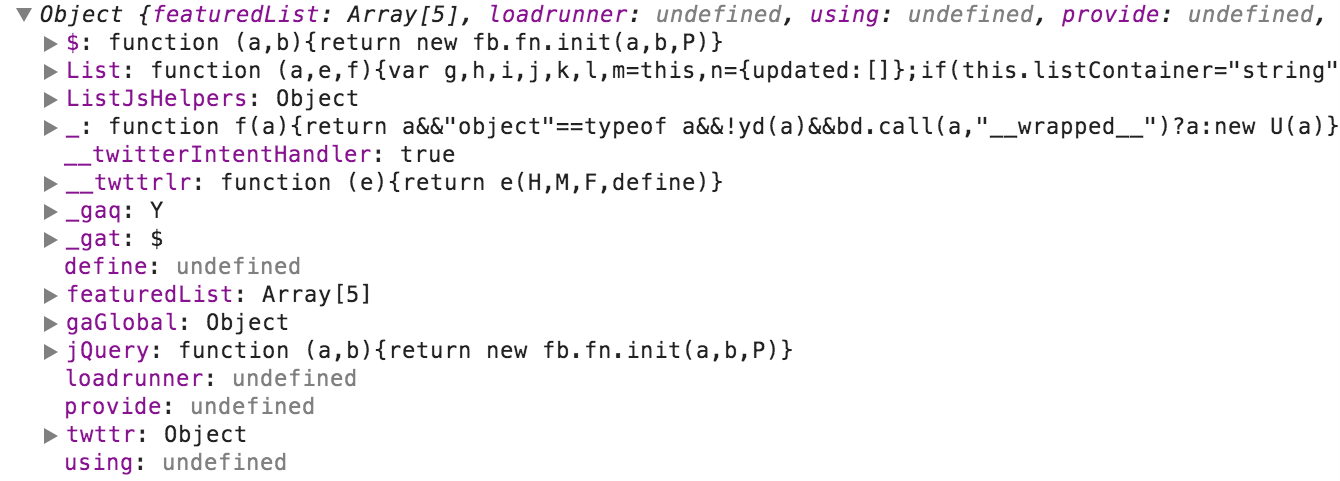 Object {featuredList: Array[5], loadrunner: undefined, using: undefined, provide: undefined,
$: function (a,b){return new fb.fn.init(a,b,P)}
List: function (a,e,f){var g,h,i,j,k,l,m=this,n={updated:[]};if(this.listContainer="string"
ListJsHelpers: Object
_: function f(a){return a&&"object"==typeof a&&!yd(a)&&bd.call(a,"__wrapped__")?a:new U(a)}
__twitterIntentHandler: true
__twttrlr: function (e){return e(H,M,F,define)}
_gaq: Y
_gat: $
define: undefined
featuredList: Array[5]
gaGlobal: Object
jQuery: function (a,b){return new fb.fn.init(a,b,P)}
loadrunner: undefined
provide: undefined
twttr: Object
using: undefined